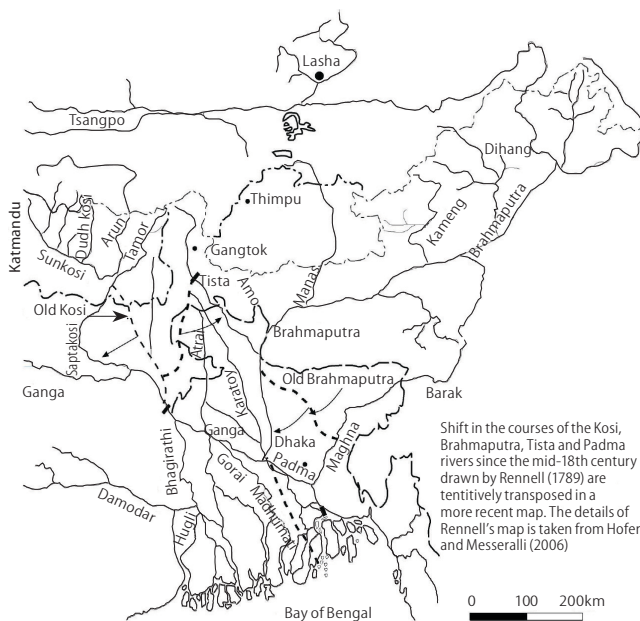 Lasha
Tsangpo
Dihang
Thimpu
Katmandu
Dudh kosi
Arun
Tamor
Kameng
Brahmaputra
Gangtok
Sunkosi
Tista
Amo
Manas
Old Kosi
Saptakosi
Atrai
Brahmaputra
Old Brahmaputra
Ganga
Karatoy
Barak
Ganga
Dhaka
Maghna
Padma
Bhagirathi
Gorai
Madhumati
Damodar
Hugli
Shift in the courses of the Kosi,
Brahmaputra, Tista and Padma
rivers since the mid-18th century
drawn by Rennell (1789) are
tentitively transposed in a
more recent map. The details of
Rennell's map is taken from Hofer
and Messeralli (2006)
Bay of Bengal
0 100 200km